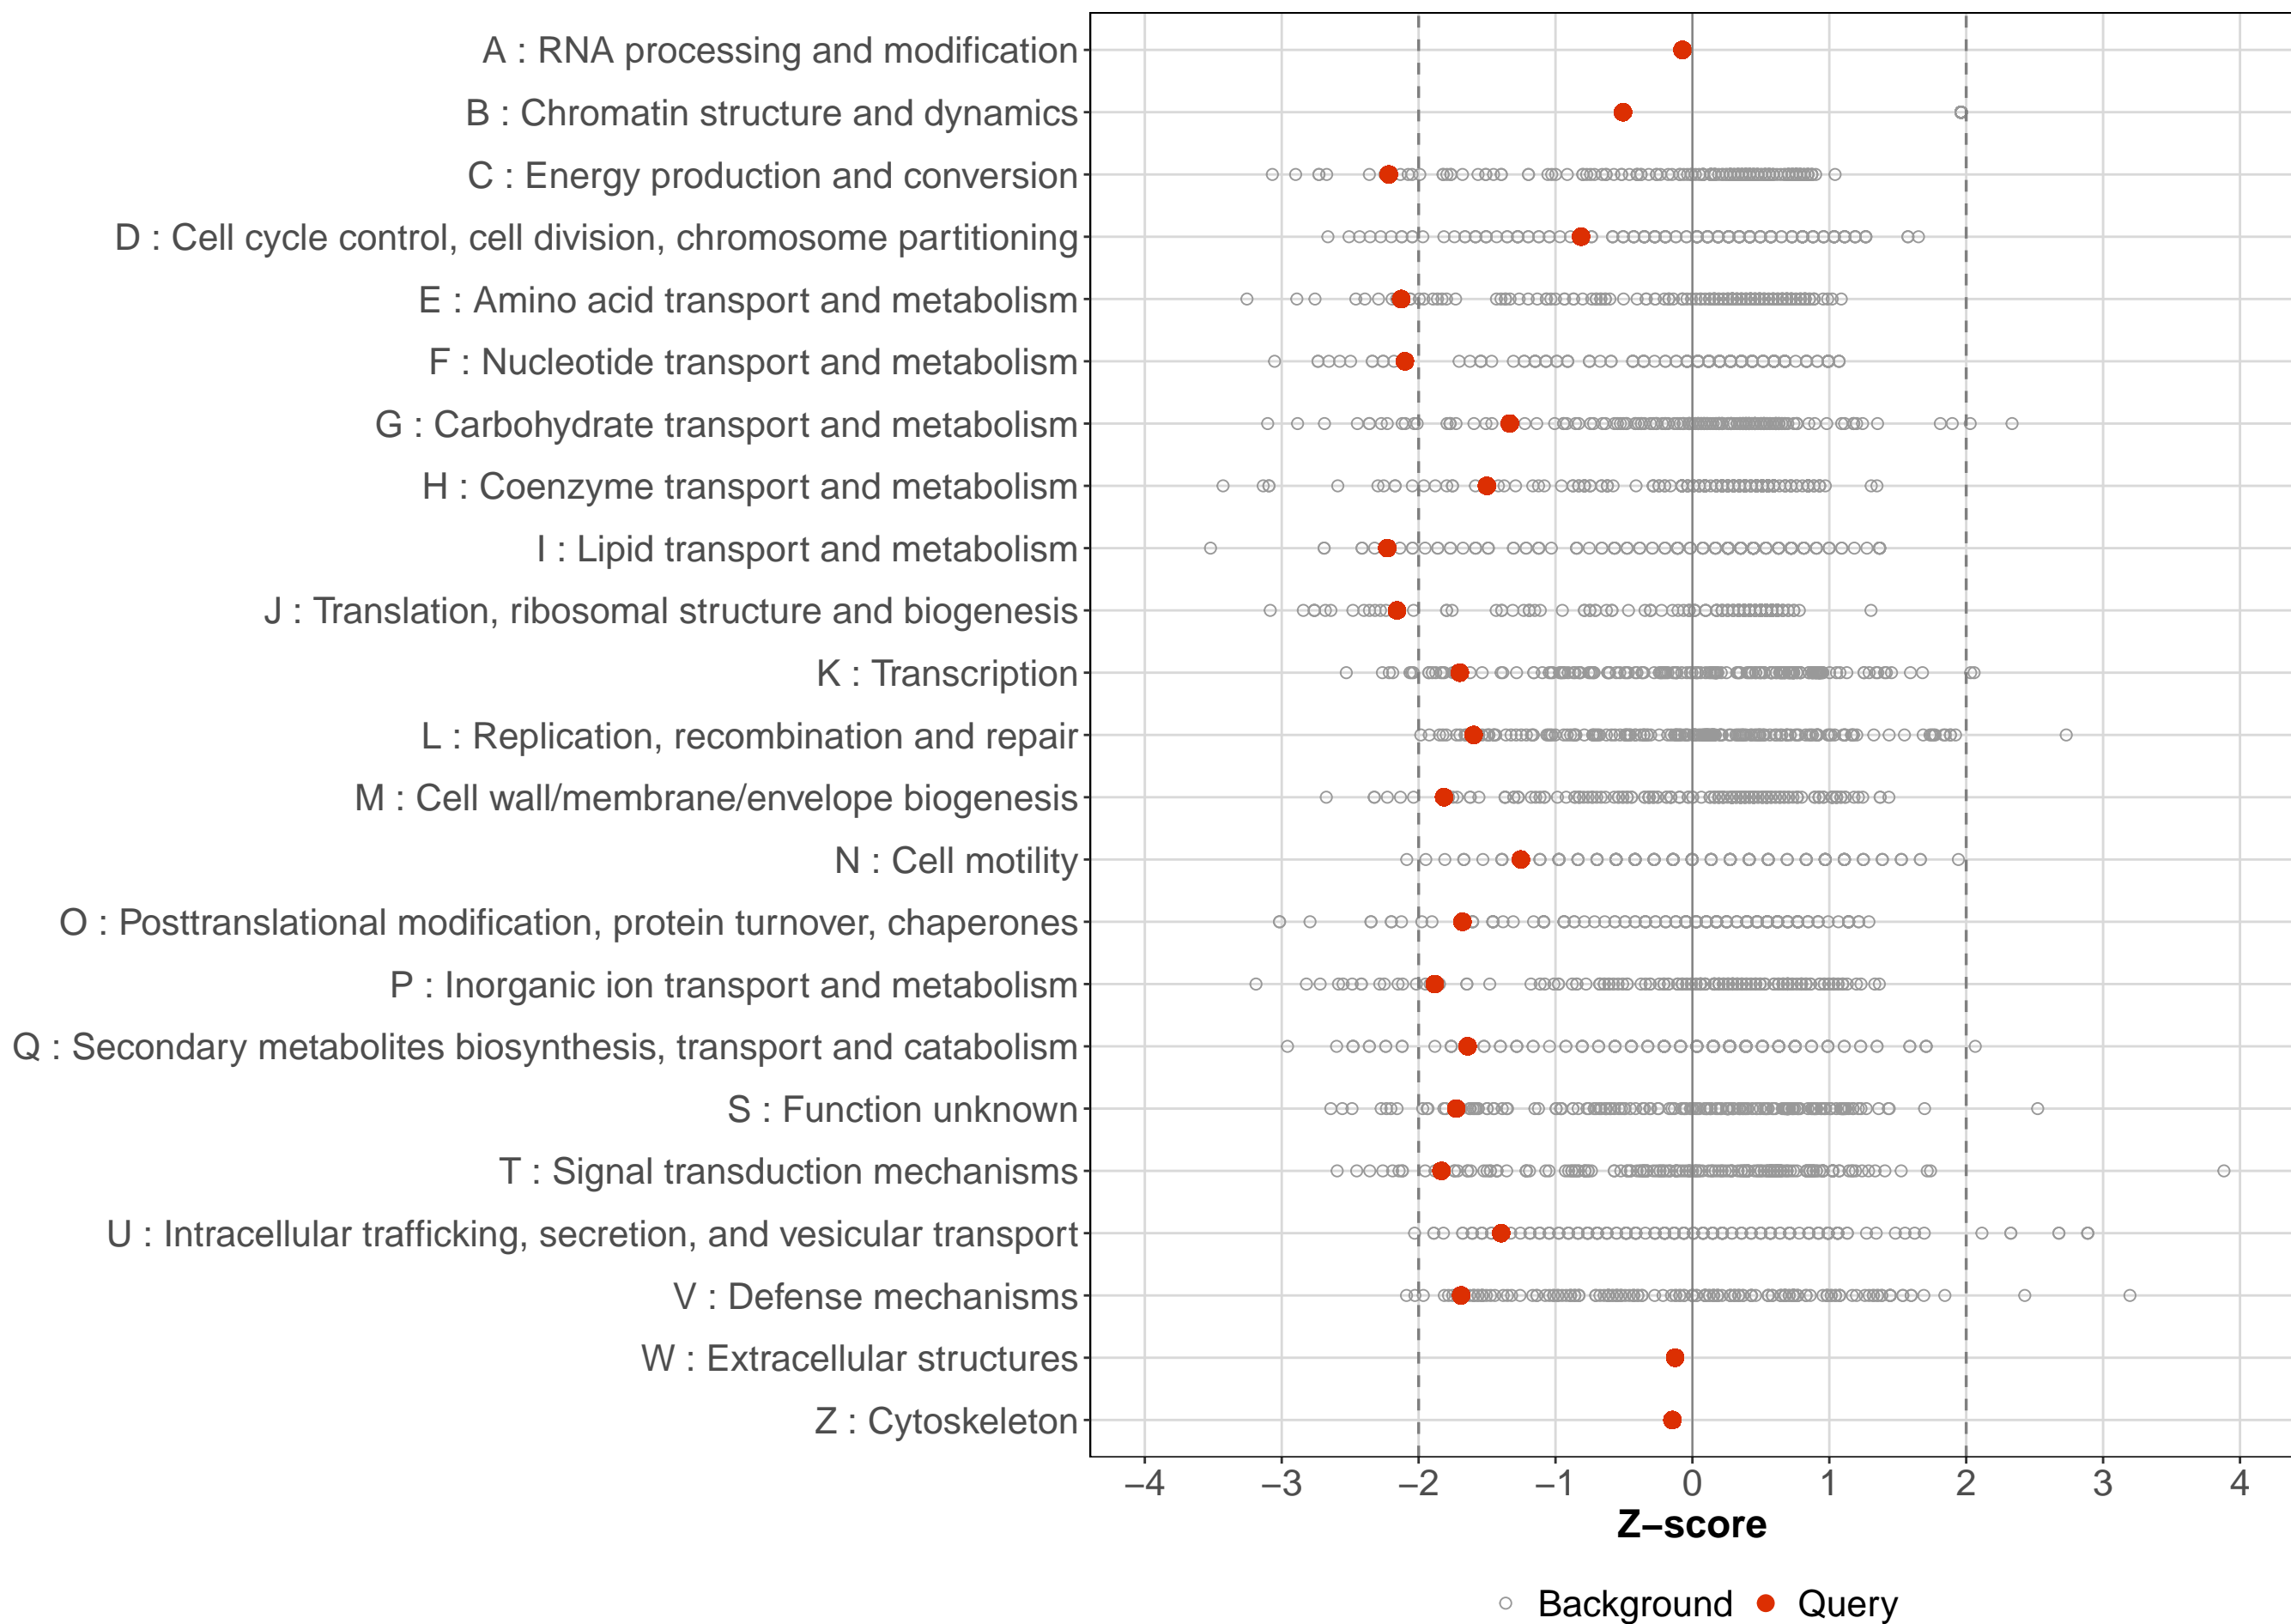 A : RNA processing and modification
B : Chromatin structure and dynamics
C : Energy production and conversion
D : Cell cycle control, cell division, chromosome partitioning
E : Amino acid transport and metabolism
F : Nucleotide transport and metabolism
G : Carbohydrate transport and metabolism
H : Coenzyme transport and metabolism
I : Lipid transport and metabolism
J : Translation, ribosomal structure and biogenesis
K : Transcription
L : Replication, recombination and repair
M : Cell wall/membrane/envelope biogenesis
N : Cell motility
O : Posttranslational modification, protein turnover, chaperones
P : Inorganic ion transport and metabolism
Q : Secondary metabolites biosynthesis, transport and catabolism
S : Function unknown
T : Signal transduction mechanisms
U : Intracellular trafficking, secretion, and vesicular transport
V : Defense mechanisms
W : Extracellular structures
Z : Cytoskeleton
−4 −3 −2 −1 0 1 2 3 4
Z−score
Background Query